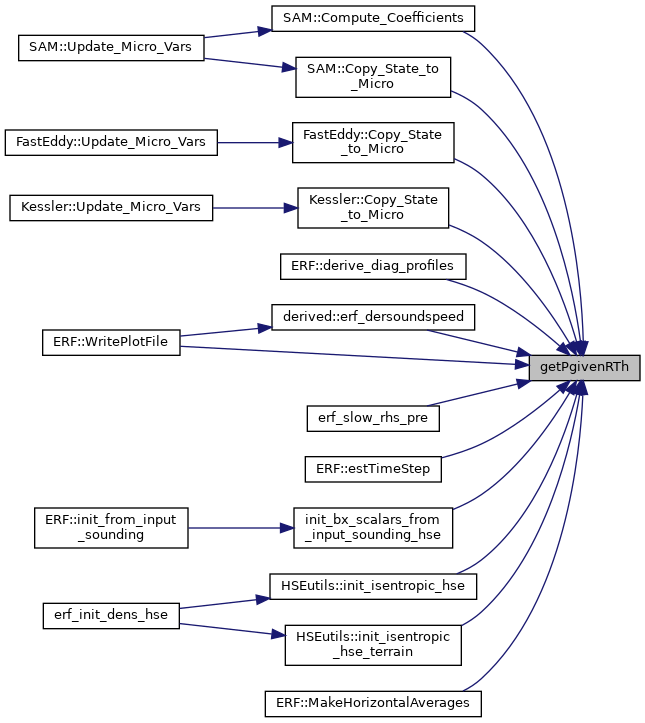 SAM::Compute_Coefficients
SAM::Update_Micro_Vars
SAM::Copy_State_to
_Micro
FastEddy::Update_Micro_Vars
FastEddy::Copy_State
_to_Micro
Kessler::Update_Micro_Vars
Kessler::Copy_State
_to_Micro
ERF::derive_diag_profiles
derived::erf_dersoundspeed
ERF::WritePlotFile
getPgivenRTh
erf_slow_rhs_pre
ERF::estTimeStep
ERF::init_from_input
_sounding
init_bx_scalars_from
_input_sounding_hse
HSEutils::init_isentropic_hse
erf_init_dens_hse
HSEutils::init_isentropic
_hse_terrain
ERF::MakeHorizontalAverages